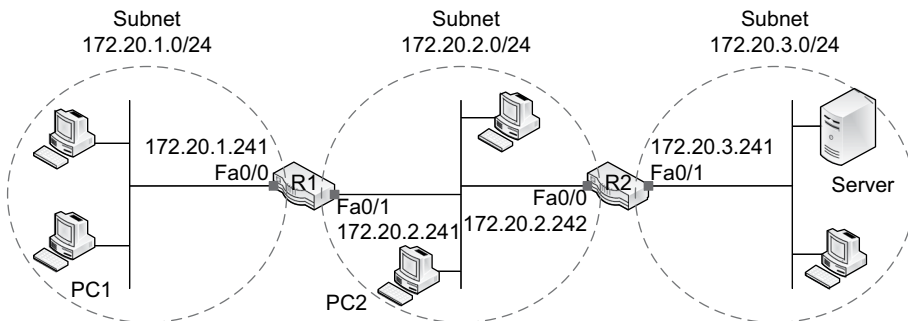 Subnet
172.20.1.0/24
Subnet
172.20.2.0/24
Subnet
172.20.3.0/24
172.20.1.241
Fa0/0
R1
Fa0/1
172.20.2.241
Fa0/0
172.20.2.242
R2
172.20.3.241
Fa0/1
Server
PC1
PC2